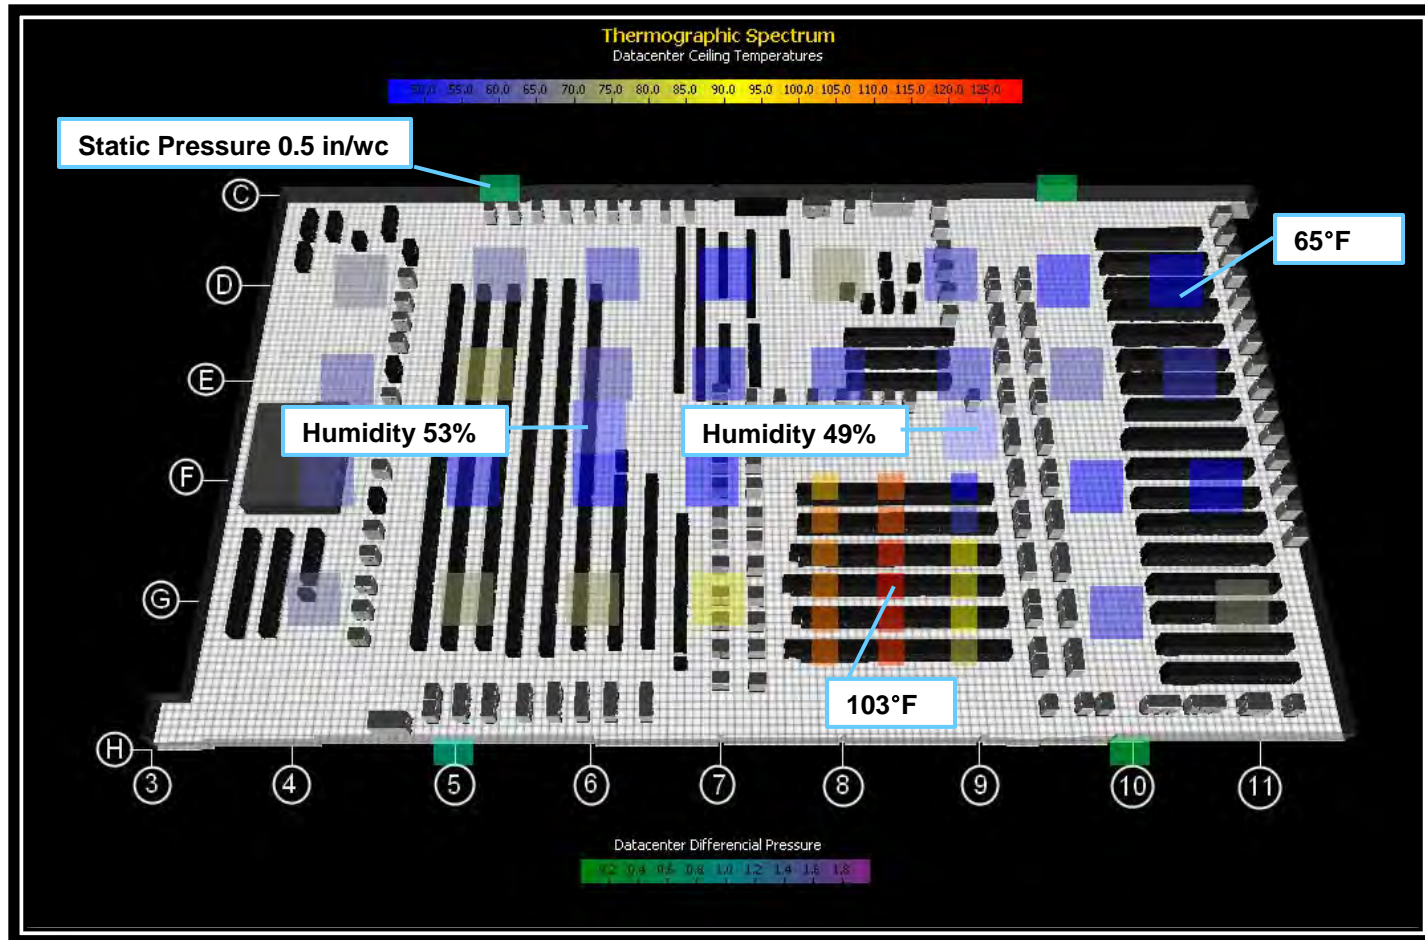 Thermographic Spectrum
Datacenter Ceiling Temperatures
50.0 55.0 60.0 65.0 70.0 75.0 80.0 85.0 90.0 95.0 100.0 105.0 110.0 115.0 120.0 125.0
Static Pressure 0.5 in/wc
C
65°F
D
E
Humidity 53%
Humidity 49%
F
G
103°F
H
3 4 5 6 7 8 9 10 11
Datacenter Differencial Pressure
0.2 0.4 0.6 0.8 1.0 1.2 1.4 1.6 1.8